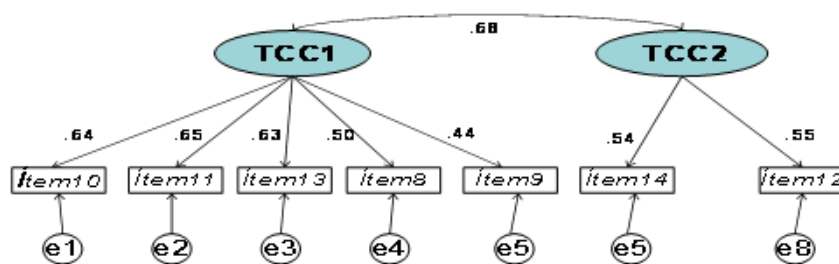 .68
TCC1 TCC2
.64 .65 .63 .50 .44 .54 .55
item10 item11 item13 item8 item9 item14 item12
e1 e2 e3 e4 e5 e5 e8